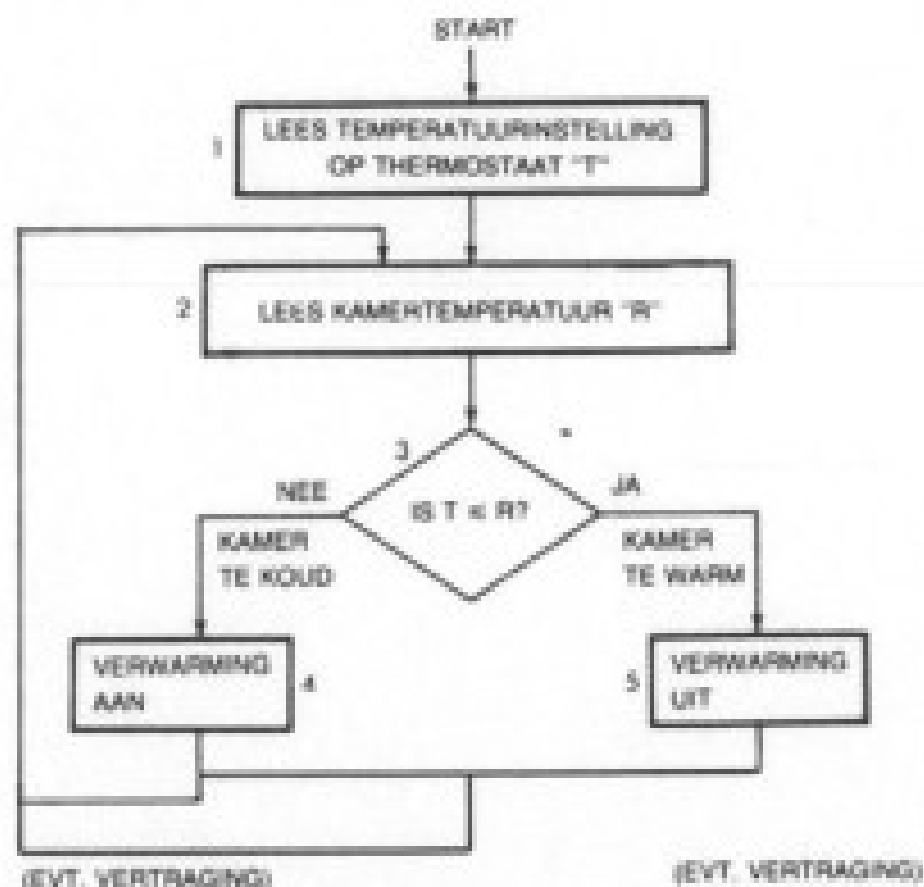 START
1
LEES TEMPERATUURINSTELLING
OP THERMOSTAAT "T"
2
LEES KAMERTEMPERATUUR "R"
3
NEE
IS T ≤ R?
JA
KAMER
TE KOUD
KAMER
TE WARM
VERWARMING
AAN
4
5
VERWARMING
UIT
(EVT. VERTRAGING)
(EVT. VERTRAGING)